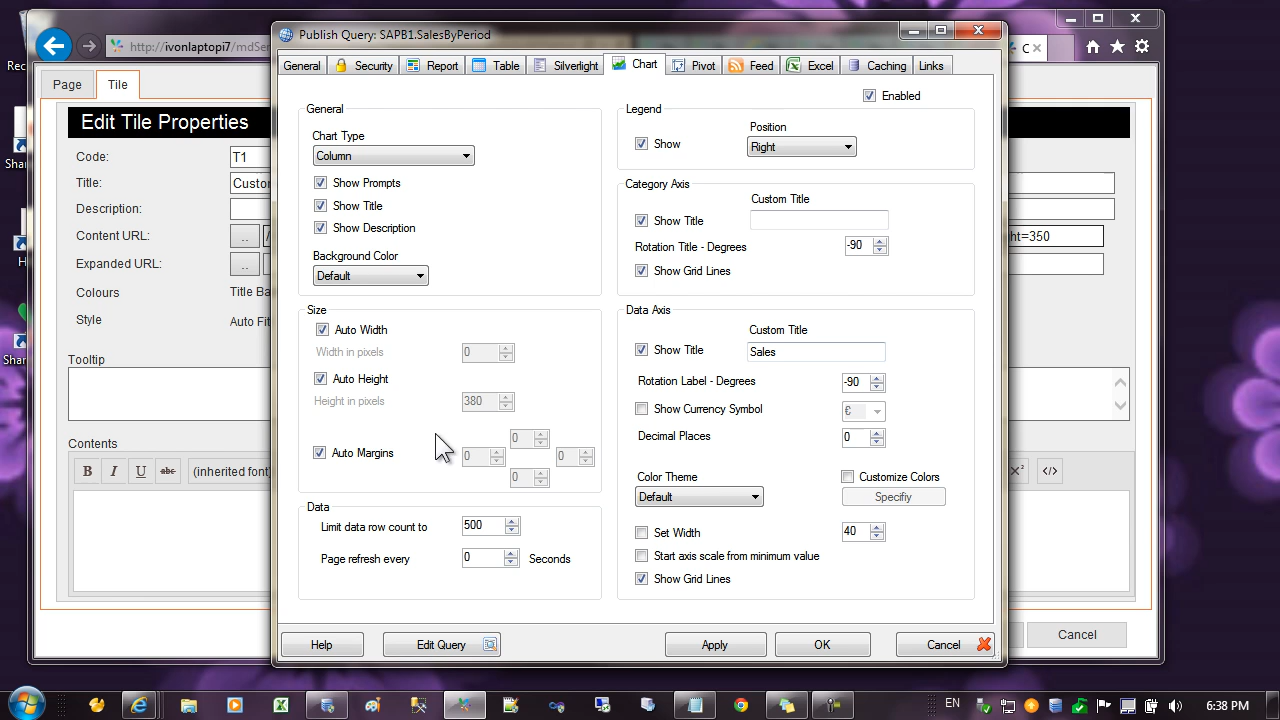 Publish Query: SAPB1.SalesByPeriod
http://ivonlaptopi7/mdSer
Page
Tile
General
Security
Report
Table
Silverlight
Chart
Pivot
Feed
Excel
Caching
Links
Edit Tile Properties
Code:
T1
Title:
Custo
Description:
Content URL:
..
/
ht=350
Expanded URL:
..
Colours
Title Ba
Style
Auto Fi
Tooltip
Contents
B I U abc (inherited font)
x²
</>
Cancel
Enabled
General
Chart Type
Column
Show Prompts
Show Title
Show Description
Background Color
Default
Size
Auto Width
Width in pixels
0
Auto Height
Height in pixels
380
Auto Margins
0
0
0
0
Data
Limit data row count to
500
Page refresh every
0
Seconds
Legend
Show
Position
Right
Category Axis
Custom Title
Show Title
Rotation Title - Degrees
-90
Show Grid Lines
Data Axis
Custom Title
Show Title
Sales
Rotation Label - Degrees
-90
Show Currency Symbol
€
Decimal Places
0
Color Theme
Default
Customize Colors
Specifiy
Set Width
40
Start axis scale from minimum value
Show Grid Lines
Help
Edit Query
Apply
OK
Cancel
Rec
Shar
H
Shar
EN
6:38 PM